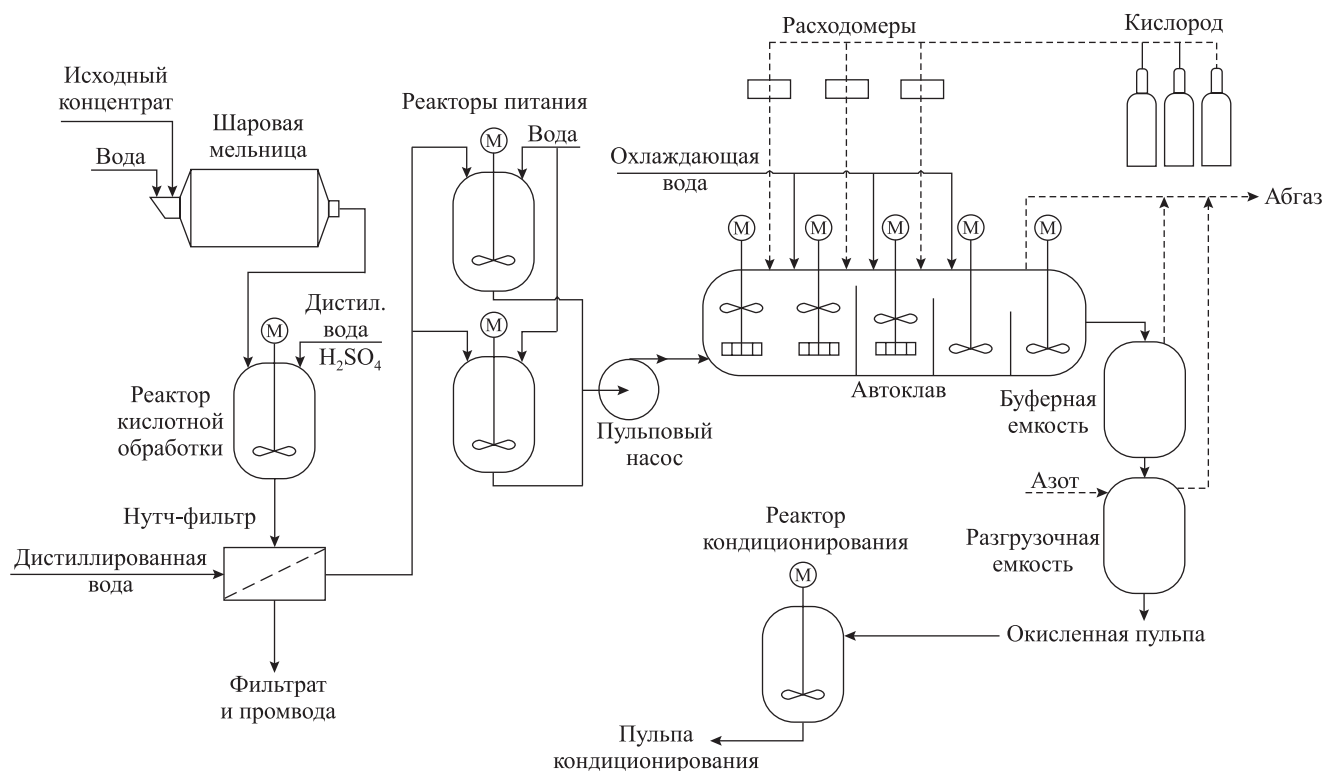 Исходный
концентрат
Вода
Шаровая
мельница
Реакторы питания
М
Вода
Расходомеры
Кислород
Охлаждающая
вода
Абгаз
М
М
М
М
М
Автоклав
Дистил.
вода
H2SO4
М
М
Реактор
кислотной
обработки
Пульповый
насос
Буферная
емкость
Азот
Разгрузочная
емкость
Нутч-фильтр
Дистиллированная
вода
Фильтрат
и промвода
Реактор
кондиционирования
М
Окисленная пульпа
Пульпа
кондиционирования